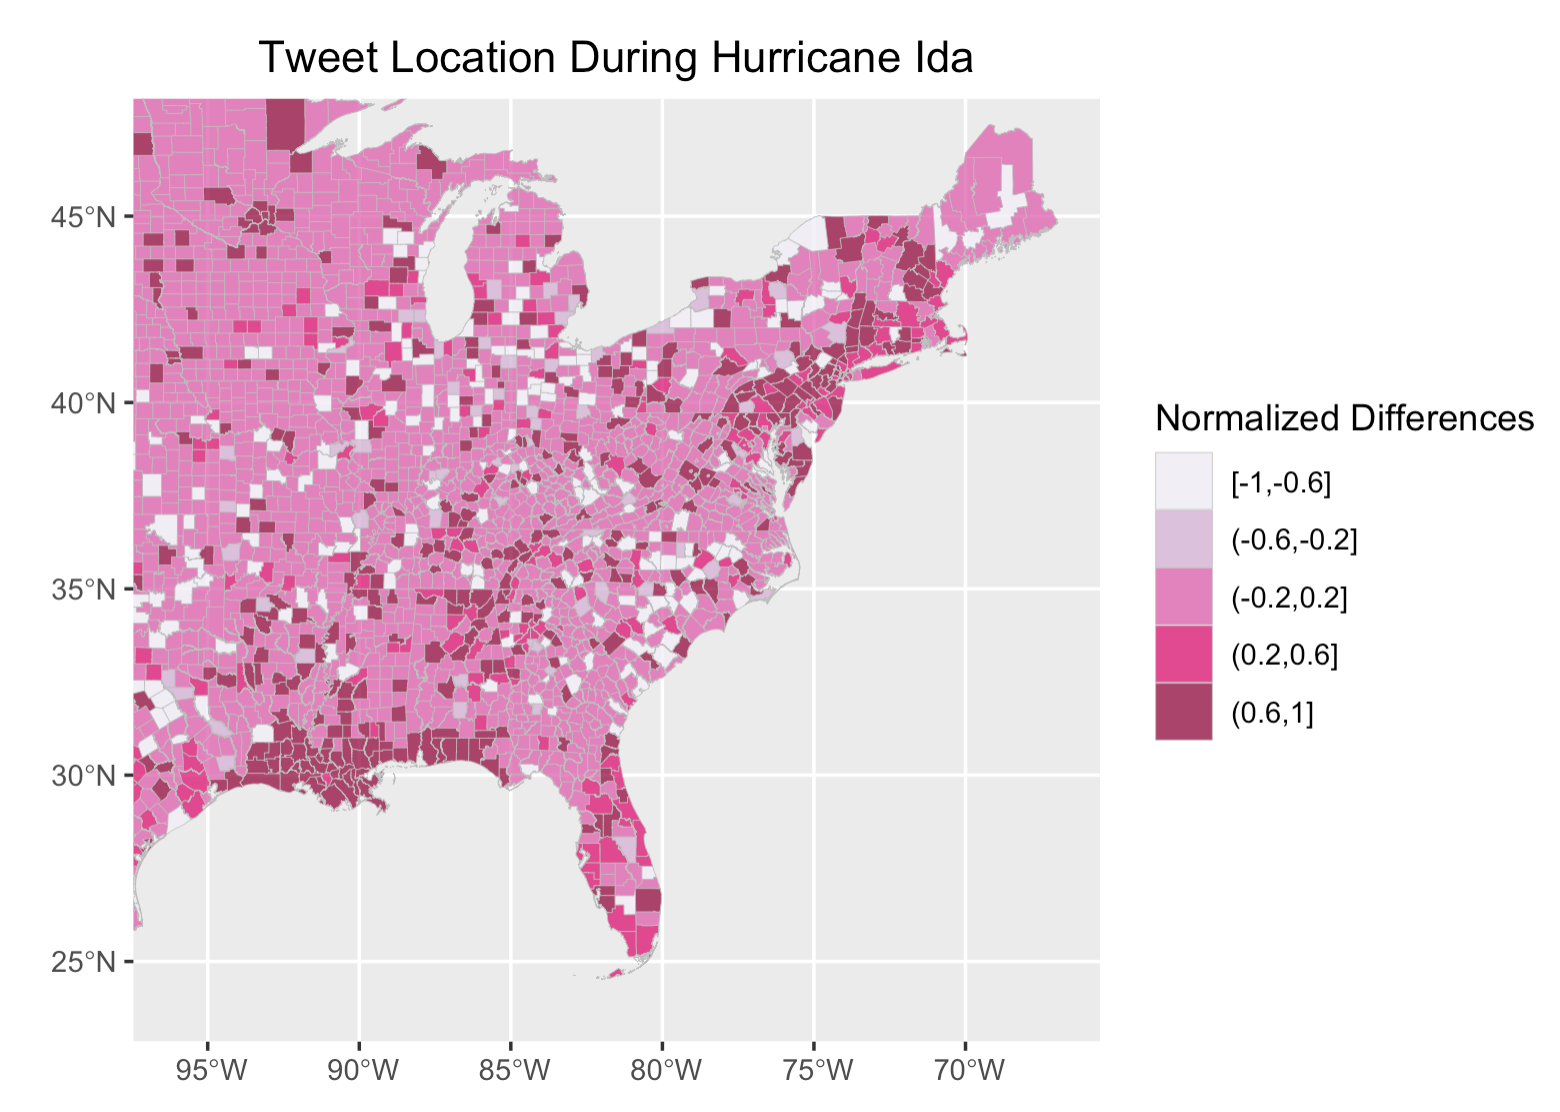 Tweet Location During Hurricane Ida
45°N
40°N
35°N
30°N
25°N
95°W
90°W
85°W
80°W
75°W
70°W
Normalized Differences
[-1,-0.6]
(-0.6,-0.2]
(-0.2,0.2]
(0.2,0.6]
(0.6,1]